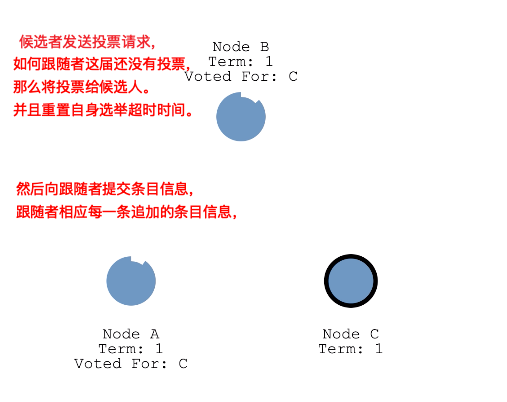 候选者发送投票请求，
如何跟随者这届还没有投票，
那么将投票给候选人。
并且重置自身选举超时时间。
Node B
Term: 1
Voted For: C
然后向跟随者提交条目信息，
跟随者相应每一条追加的条目信息，
Node A
Term: 1
Voted For: C
Node C
Term: 1